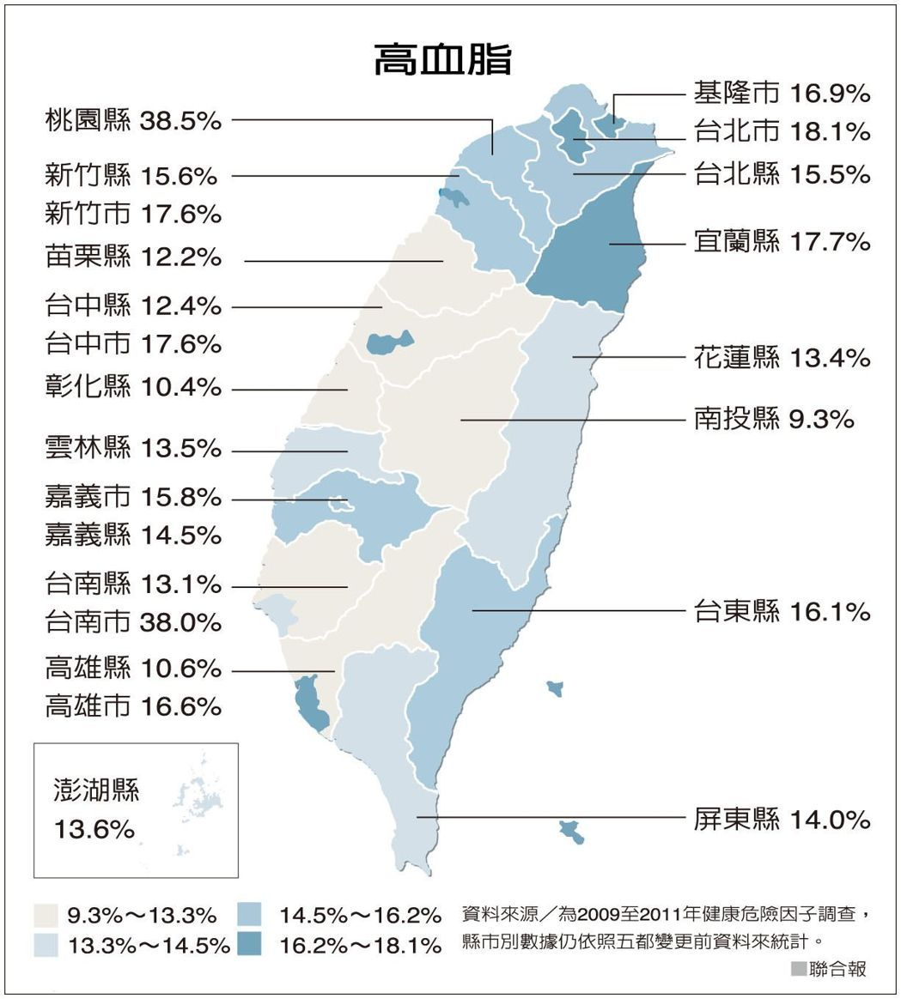 高血脂
桃園縣 38.5%
新竹縣 15.6%
新竹市 17.6%
苗栗縣 12.2%
台中縣 12.4%
台中市 17.6%
彰化縣 10.4%
雲林縣 13.5%
嘉義市 15.8%
嘉義縣 14.5%
台南縣 13.1%
台南市 38.0%
高雄縣 10.6%
高雄市 16.6%
基隆市 16.9%
台北市 18.1%
台北縣 15.5%
宜蘭縣 17.7%
花蓮縣 13.4%
南投縣 9.3%
台東縣 16.1%
屏東縣 14.0%
澎湖縣
13.6%
9.3%～13.3%
13.3%～14.5%
14.5%～16.2%
16.2%～18.1%
資料來源／為2009至2011年健康危險因子調查，
縣市別數據仍依照五都變更前資料來統計。
聯合報